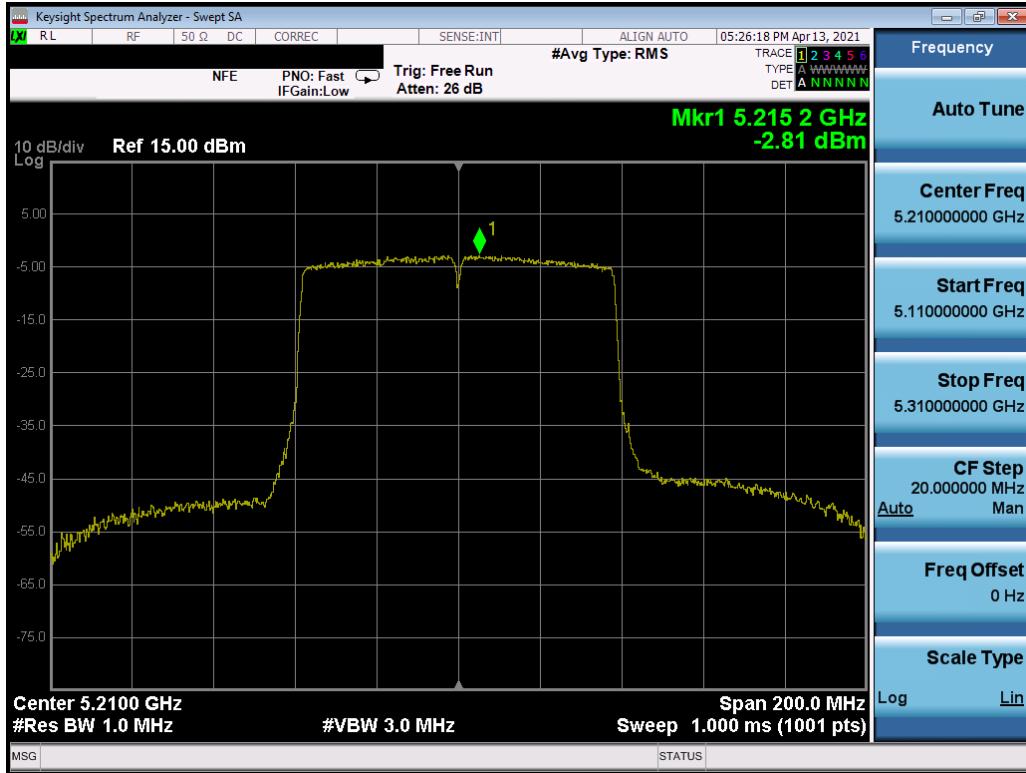 Keysight Spectrum Analyzer - Swept SA
LXI RL RF 50 Ω DC CORREC SENSE:INT ALIGN AUTO 05:26:18 PM Apr 13, 2021
NFE PNO: Fast Trig: Free Run #Avg Type: RMS TRACE 1 2 3 4 5 6
IFGain:Low Atten: 26 dB TYPE A WWWWW
DET A N N N N N
Mkr1 5.215 2 GHz
-2.81 dBm
10 dB/div Ref 15.00 dBm
Log
1
5.00
-5.00
-15.0
-25.0
-35.0
-45.0
-55.0
-65.0
-75.0
Center 5.2100 GHz Span 200.0 MHz
#Res BW 1.0 MHz #VBW 3.0 MHz Sweep 1.000 ms (1001 pts)
MSG STATUS
Frequency
Auto Tune
Center Freq
5.210000000 GHz
Start Freq
5.110000000 GHz
Stop Freq
5.310000000 GHz
CF Step
20.000000 MHz
Auto Man
Freq Offset
0 Hz
Scale Type
Log Lin